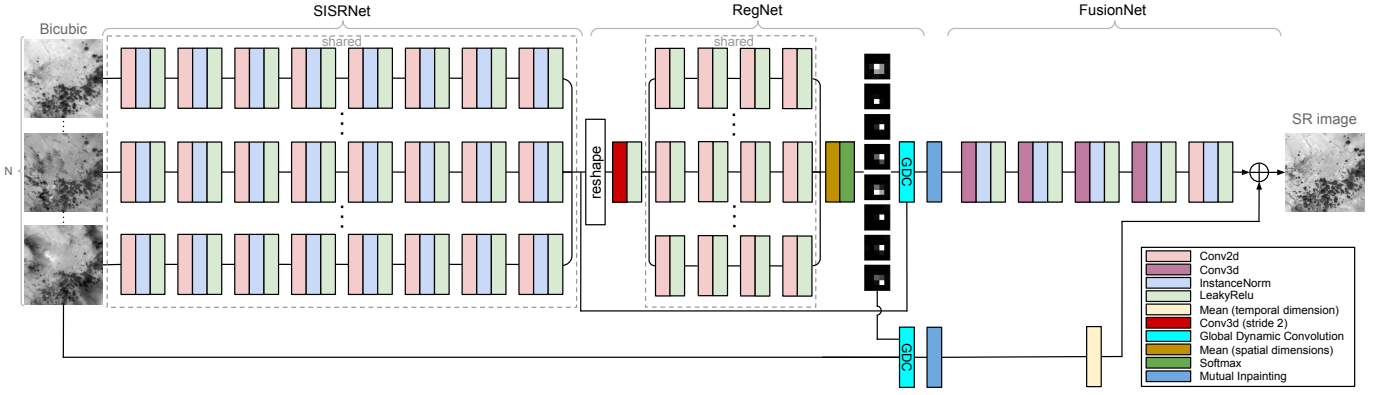 SISRNet
RegNet
FusionNet
Bicubic
shared
shared
SR image
N
reshape
GDC
GDC
Conv2d
Conv3d
InstanceNorm
LeakyRelu
Mean (temporal dimension)
Conv3d (stride 2)
Global Dynamic Convolution
Mean (spatial dimensions)
Softmax
Mutual Inpainting